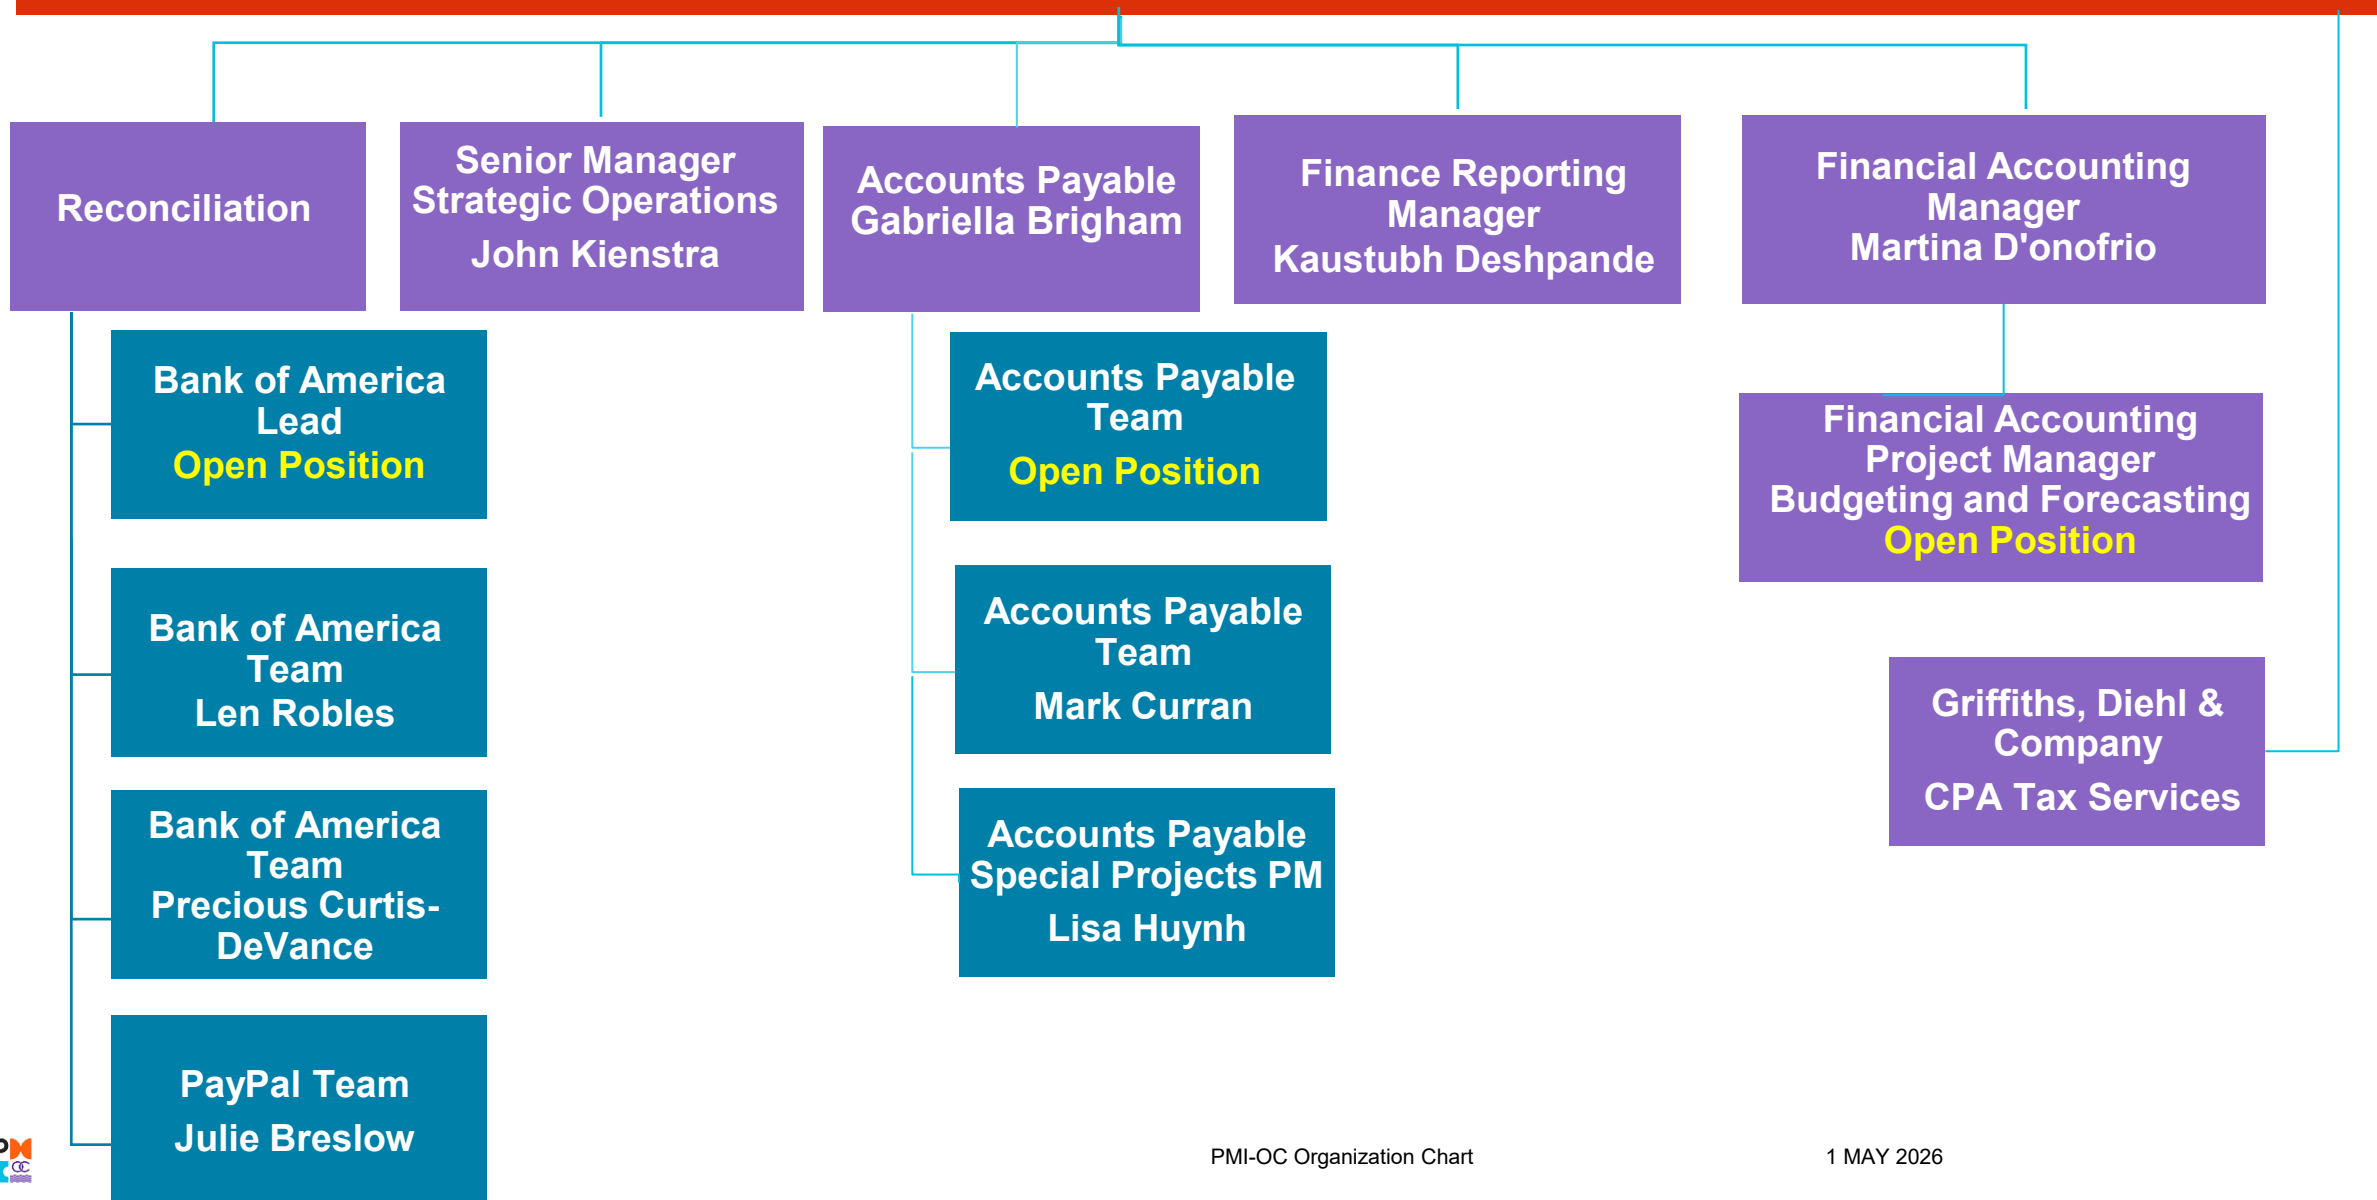 Reconciliation
Senior Manager
Strategic Operations
John Kienstra
Accounts Payable
Gabriella Brigham
Finance Reporting
Manager
Kaustubh Deshpande
Financial Accounting
Manager
Martina D'onofrio
Bank of America
Lead
Open Position
Bank of America
Team
Len Robles
Bank of America
Team
Precious Curtis-
DeVance
PayPal Team
Julie Breslow
Accounts Payable
Team
Open Position
Accounts Payable
Team
Mark Curran
Accounts Payable
Special Projects PM
Lisa Huynh
Financial Accounting
Project Manager
Budgeting and Forecasting
Open Position
Griffiths, Diehl &
Company
CPA Tax Services
OC
PMI-OC Organization Chart
1 MAY 2026